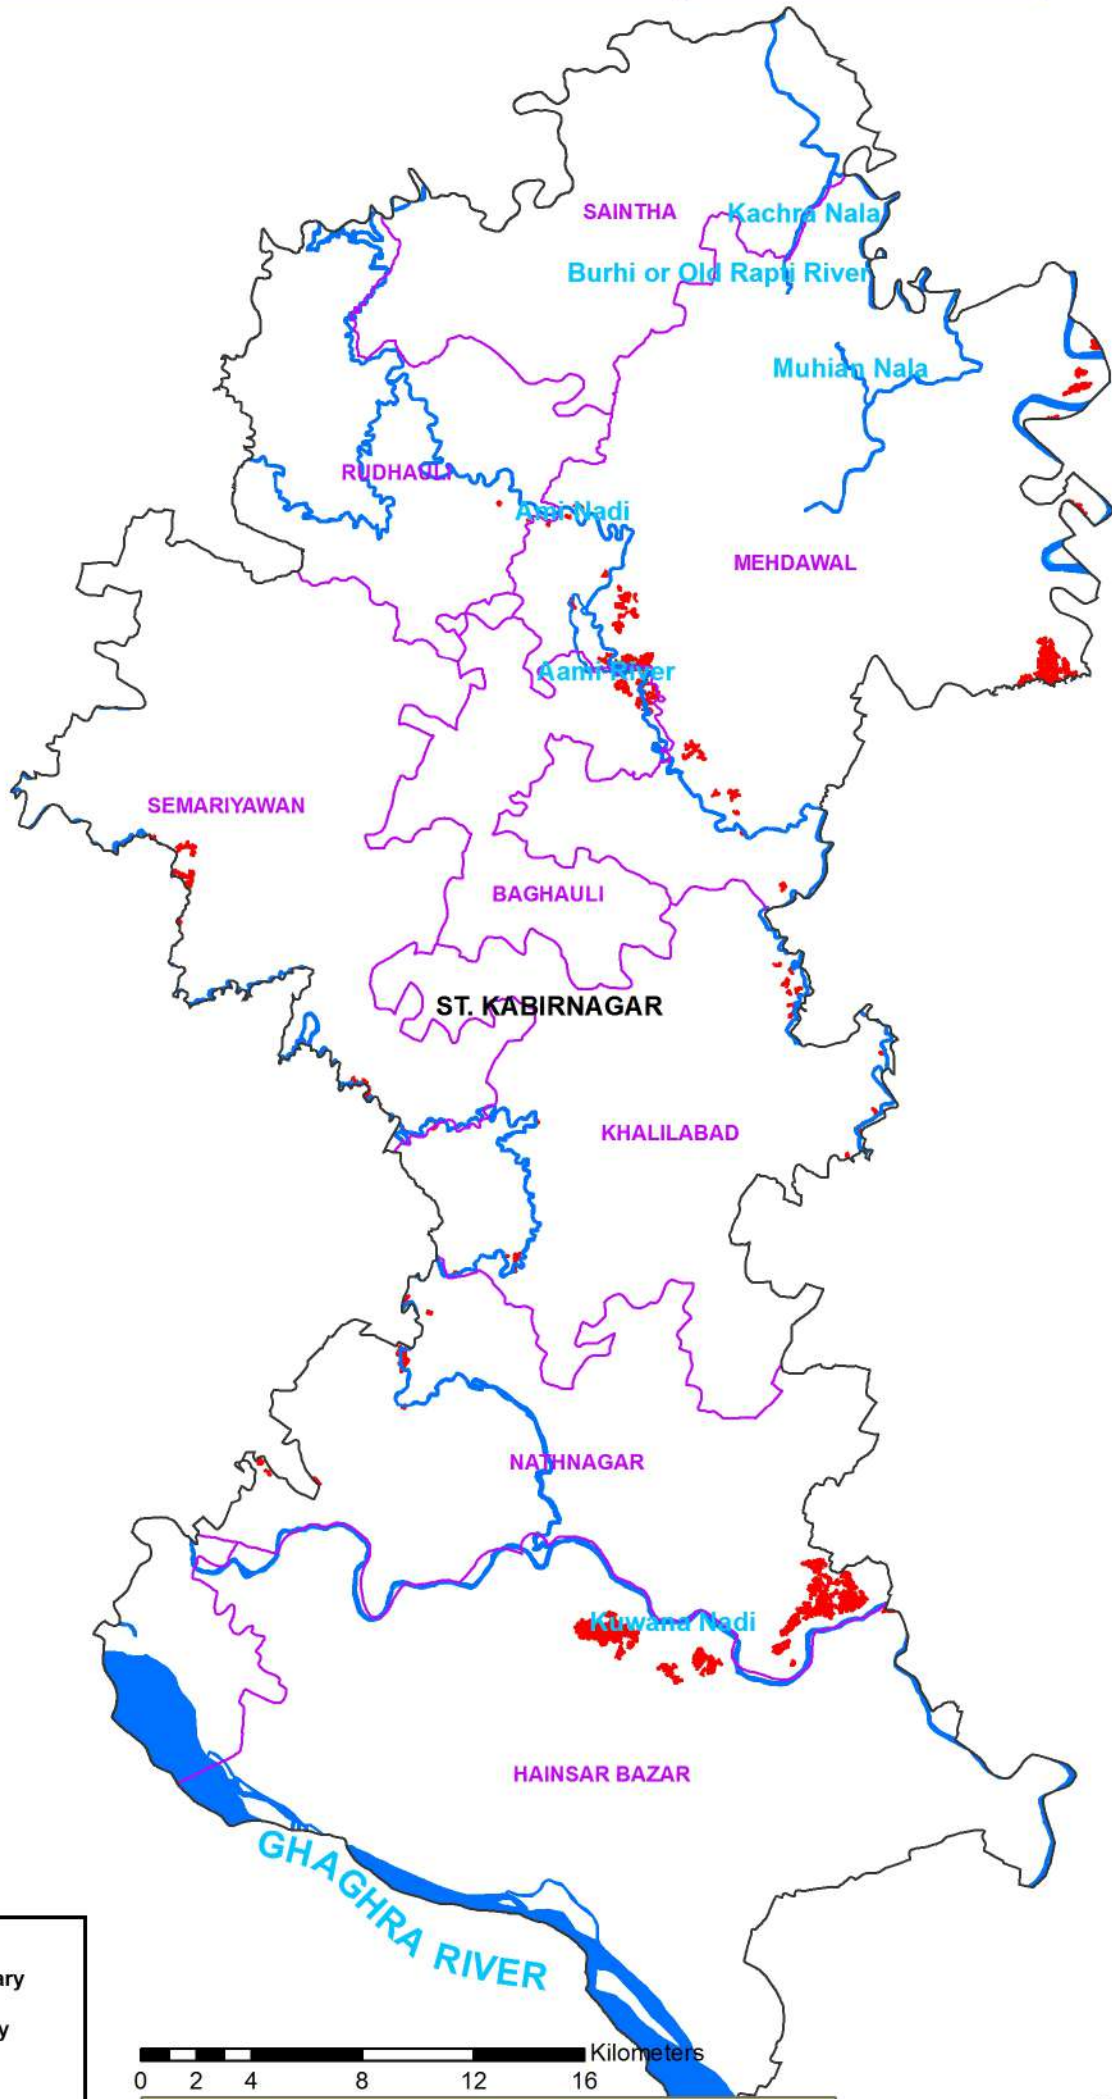 SAINTHA
Kachra Nala
Burhi or Old Rapti River
Muhian Nala
RUDHAULI
Ami Nadi
MEHDAWAL
Aami River
SEMARIYAWAN
BAGHAULI
ST. KABIRNAGAR
KHALILABAD
NATHNAGAR
Kuwana Nadi
HAINSAR BAZAR
GHAGHRA RIVER
ary
y
Kilometers
0 2 4 8 12 16